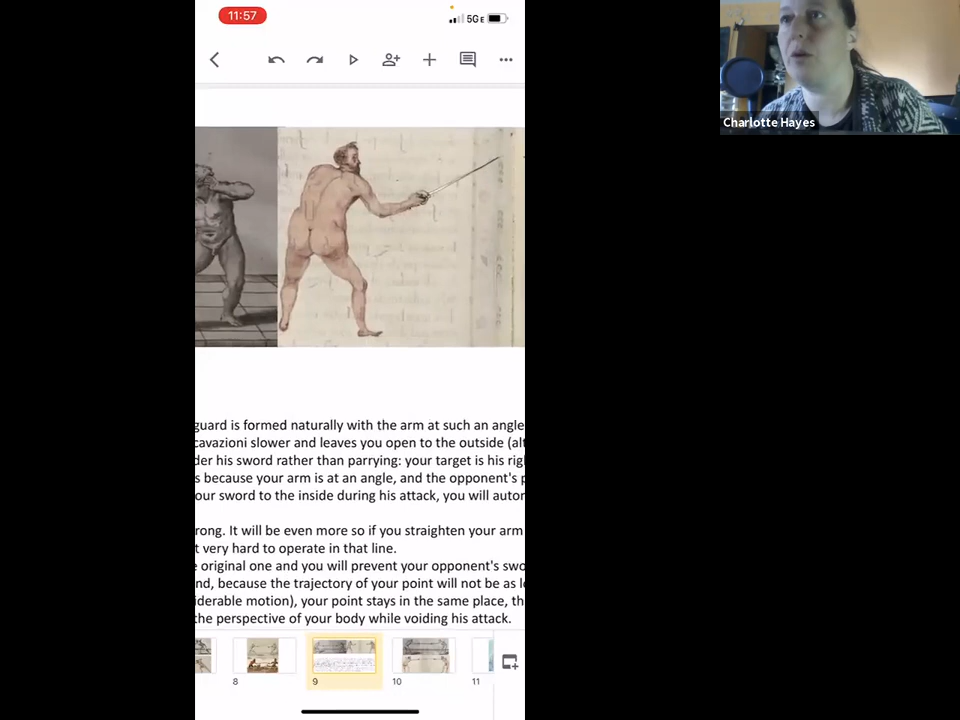 11:57
5GE
Charlotte Hayes
guard is formed naturally with the arm at such an angle
cavazioni slower and leaves you open to the outside (alt
der his sword rather than parrying: your target is his rig
s because your arm is at an angle, and the opponent's p
our sword to the inside during his attack, you will autor
rong. It will be even more so if you straighten your arm
t very hard to operate in that line.
e original one and you will prevent your opponent's swo
nd, because the trajectory of your point will not be as l
iderable motion), your point stays in the same place, th
the perspective of your body while voiding his attack.
8
9
10
11